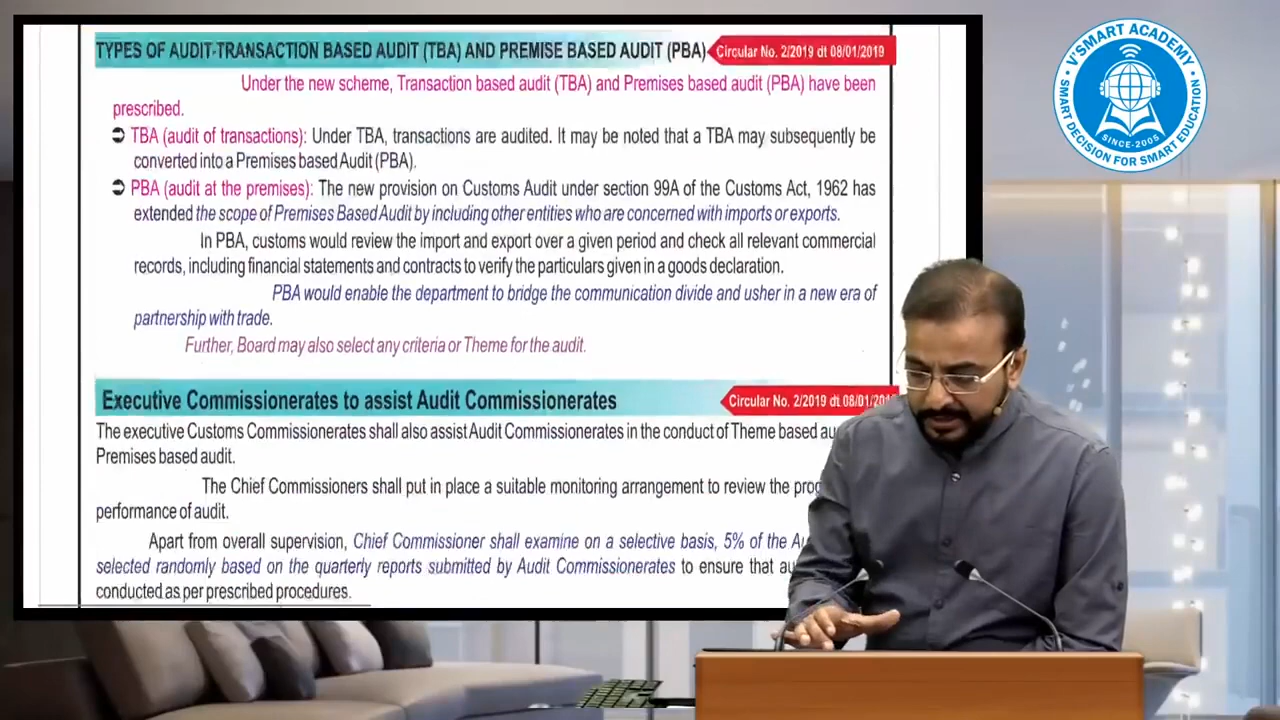 TYPES OF AUDIT-TRANSACTION BASED AUDIT (TBA) AND PREMISE BASED AUDIT (PBA) Circular No. 2/2019 dt 08/01/2019
Under the new scheme, Transaction based audit (TBA) and Premises based audit (PBA) have been
prescribed.
➲ TBA (audit of transactions): Under TBA, transactions are audited. It may be noted that a TBA may subsequently be
converted into a Premises based Audit (PBA).
➲ PBA (audit at the premises): The new provision on Customs Audit under section 99A of the Customs Act, 1962 has
extended the scope of Premises Based Audit by including other entities who are concerned with imports or exports.
In PBA, customs would review the import and export over a given period and check all relevant commercial
records, including financial statements and contracts to verify the particulars given in a goods declaration.
PBA would enable the department to bridge the communication divide and usher in a new era of
partnership with trade.
Further, Board may also select any criteria or Theme for the audit.
Executive Commissionerates to assist Audit Commissionerates Circular No. 2/2019 dt.08/01/201
The executive Customs Commissionerates shall also assist Audit Commissionerates in the conduct of Theme based au
Premises based audit.
The Chief Commissioners shall put in place a suitable monitoring arrangement to review the prog
performance of audit.
Apart from overall supervision, Chief Commissioner shall examine on a selective basis, 5% of the Au
selected randomly based on the quarterly reports submitted by Audit Commissionerates to ensure that au
conducted as per prescribed procedures.
V'SMART ACADEMY
SINCE-2005
SMART DECISION FOR SMART EDUCATION